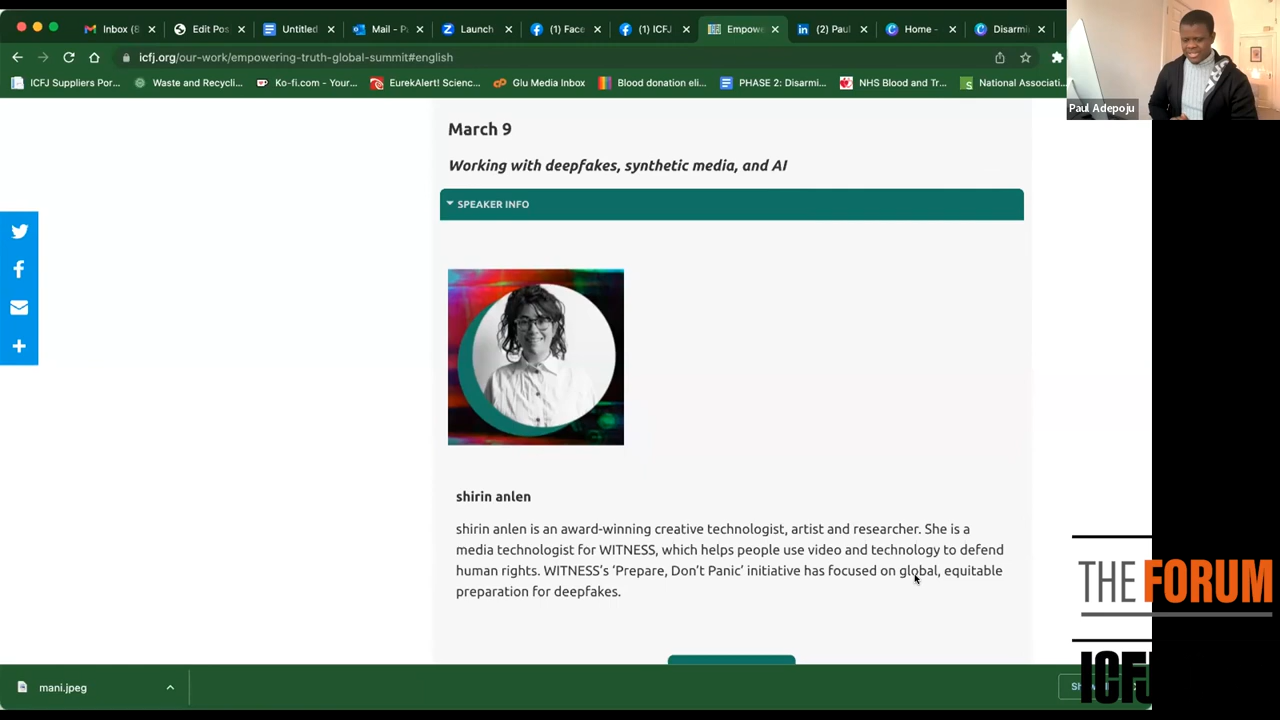 Inbox (8
Edit Pos
Untitled
Mail - P
Launch
(1) Face
(1) ICFJ
Empowe
(2) Paul
Home -
Disarmi
icfj.org/our-work/empowering-truth-global-summit#english
ICFJ Suppliers Por...
Waste and Recycli...
Ko-fi.com - Your...
EurekAlert! Scienc...
Glu Media Inbox
Blood donation eli...
PHASE 2: Disarmi...
NHS Blood and Tr...
National Associati...
Paul Adepoju
March 9
Working with deepfakes, synthetic media, and AI
SPEAKER INFO
shirin anlen
shirin anlen is an award-winning creative technologist, artist and researcher. She is a
media technologist for WITNESS, which helps people use video and technology to defend
human rights. WITNESS's ‘Prepare, Don’t Panic’ initiative has focused on global, equitable
preparation for deepfakes.
THE FORUM
ICFJ
mani.jpeg